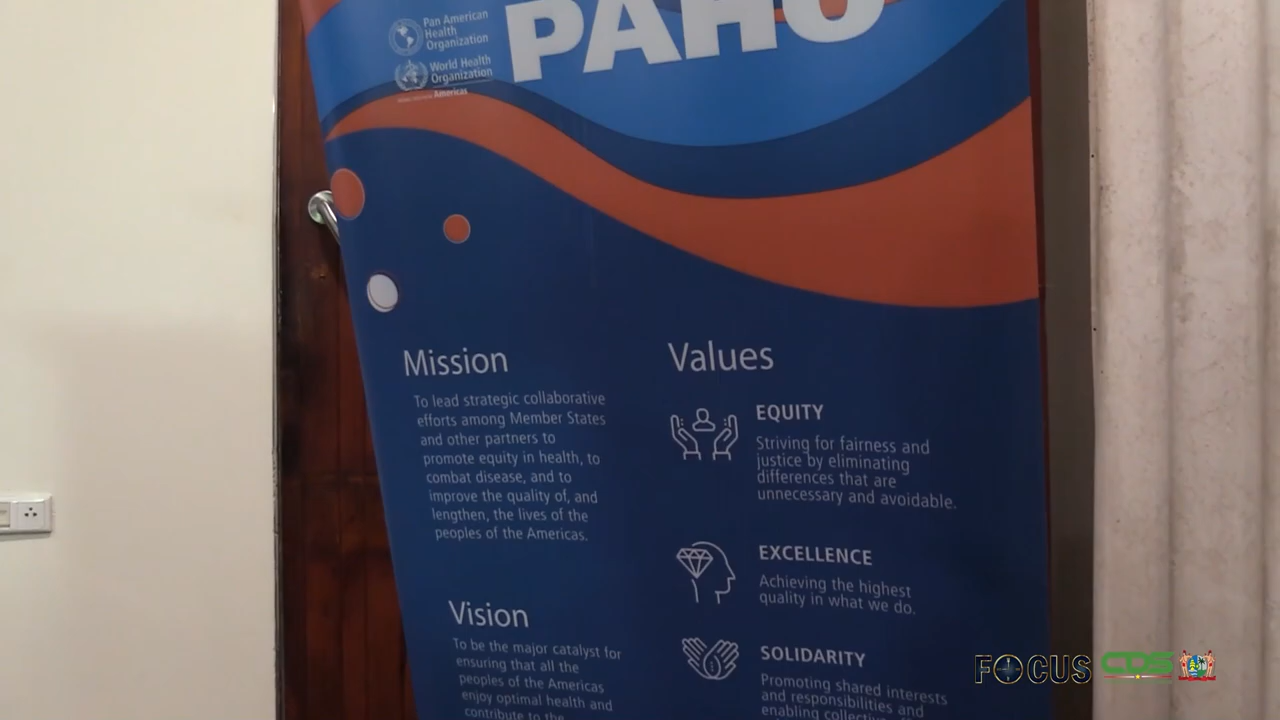 Pan American
Health
Organization
World Health
Organization
Americas
PAHO
Mission
To lead strategic collaborative
efforts among Member States
and other partners to
promote equity in health, to
combat disease, and to
improve the quality of, and
lengthen, the lives of the
peoples of the Americas.
Vision
To be the major catalyst for
ensuring that all the
peoples of the Americas
enjoy optimal health and
contribute to the
Values
EQUITY
Striving for fairness and
justice by eliminating
differences that are
unnecessary and avoidable.
EXCELLENCE
Achieving the highest
quality in what we do.
SOLIDARITY
Promoting shared interests
and responsibilities and
enabling
FOCUS CDS